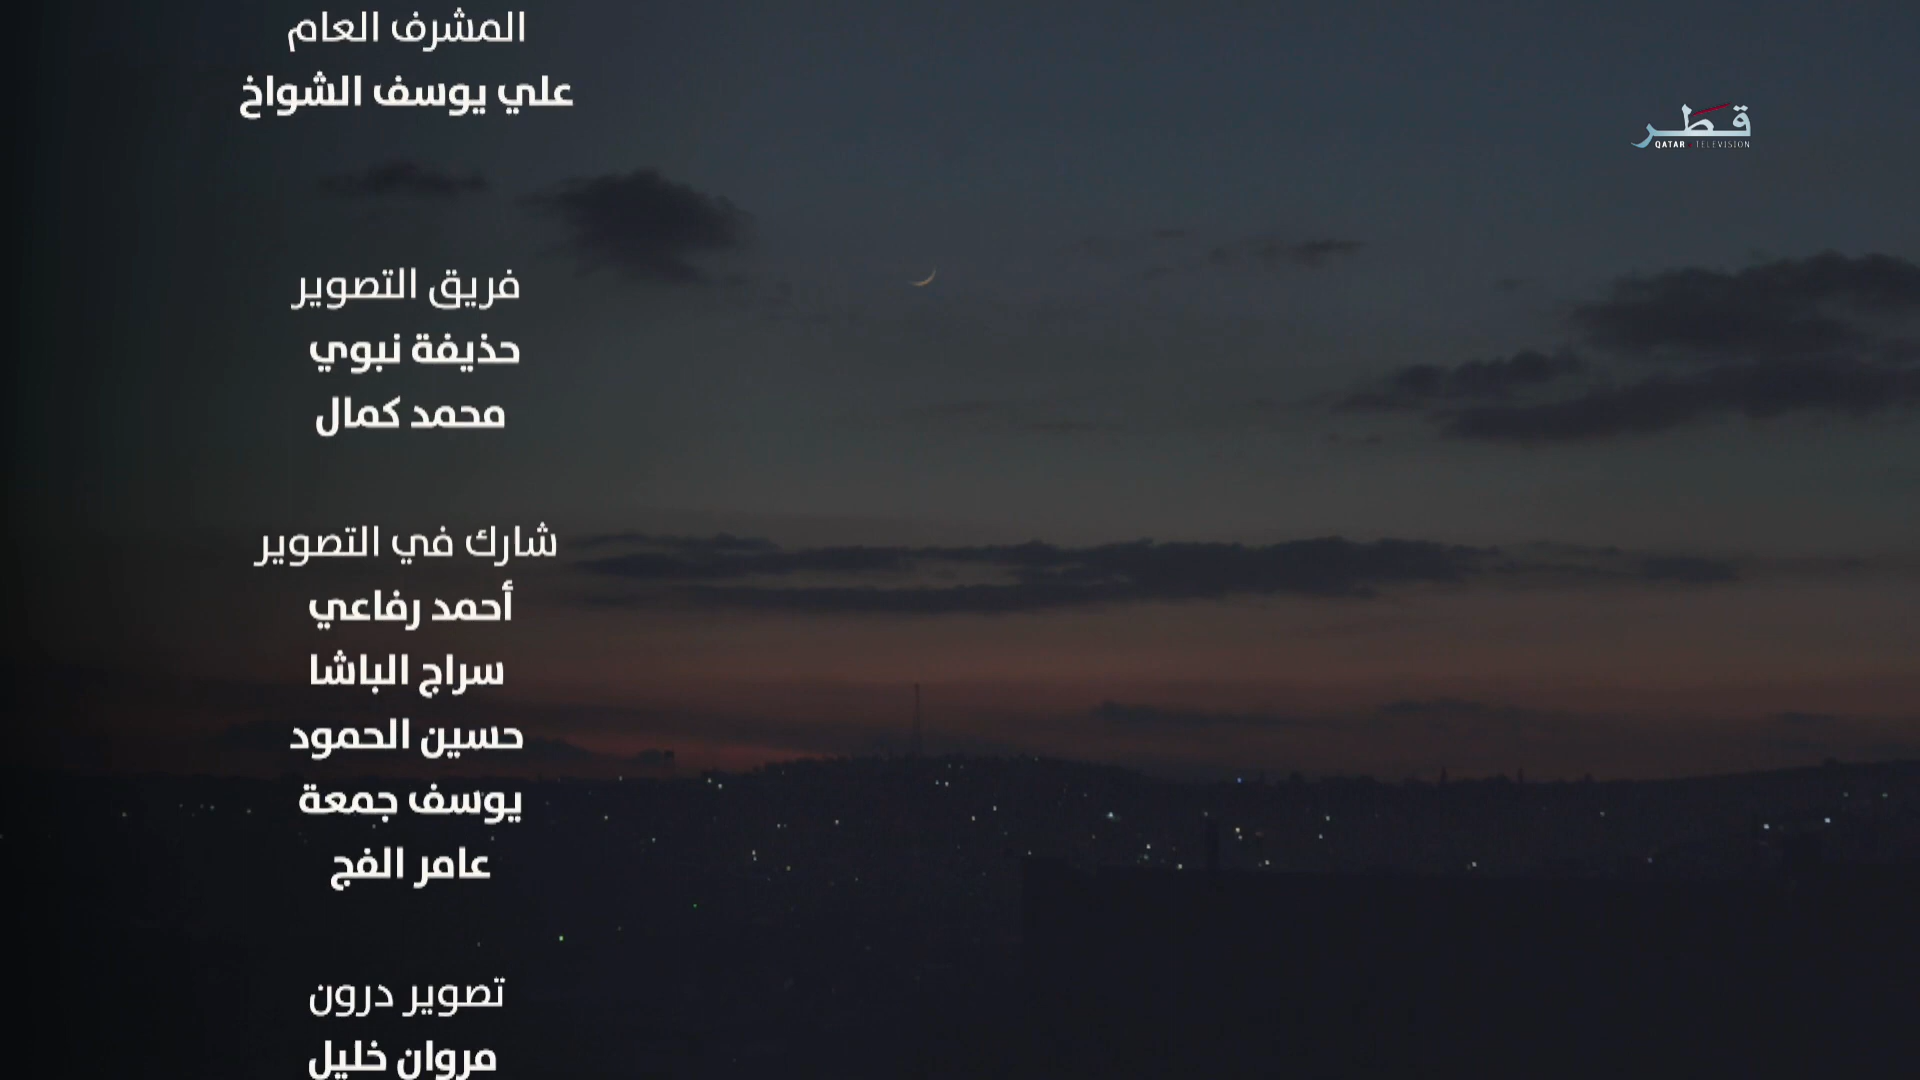 المشرف العام
علي يوسف الشواخ
قطر
QATAR TELEVISION
فريق التصوير
حذيفة نبوي
محمد كمال
شارك في التصوير
أحمد رفاعي
سراج الباشا
حسين الحمود
يوسف جمعة
عامر الفج
تصوير درون
مروان خليل